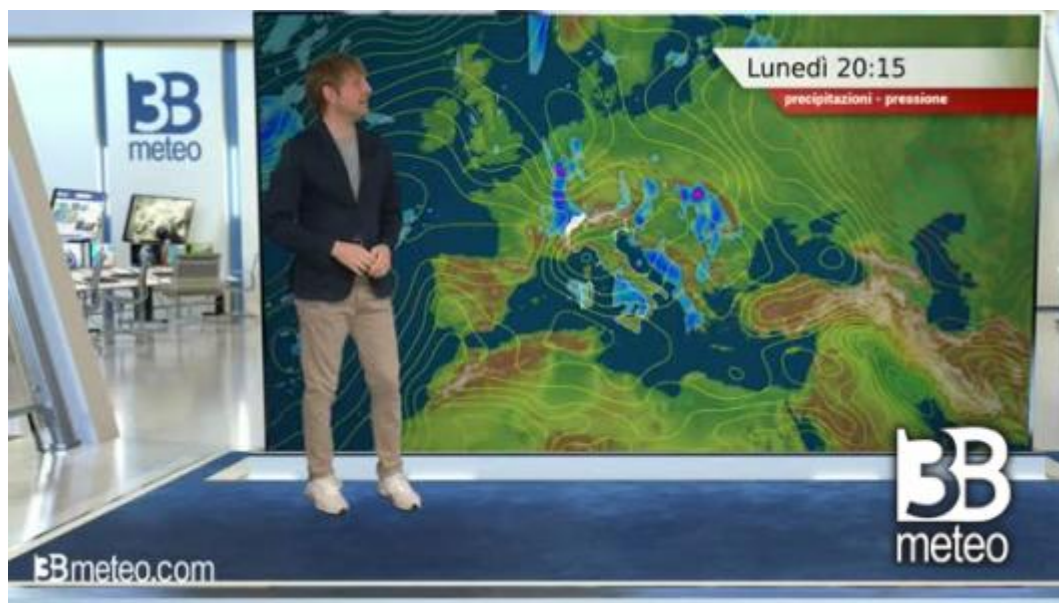 3B
meteo
Lunedì 20:15
precipitazioni - pressione
3B
meteo
3Bmeteo.com